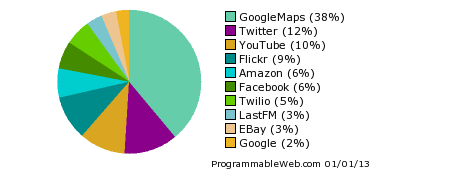 GoogleMaps (38%)
Twitter (12%)
YouTube (10%)
Flickr (9%)
Amazon (6%)
Facebook (6%)
Twilio (5%)
LastFM (3%)
EBay (3%)
Google (2%)
ProgrammableWeb.com 01/01/13